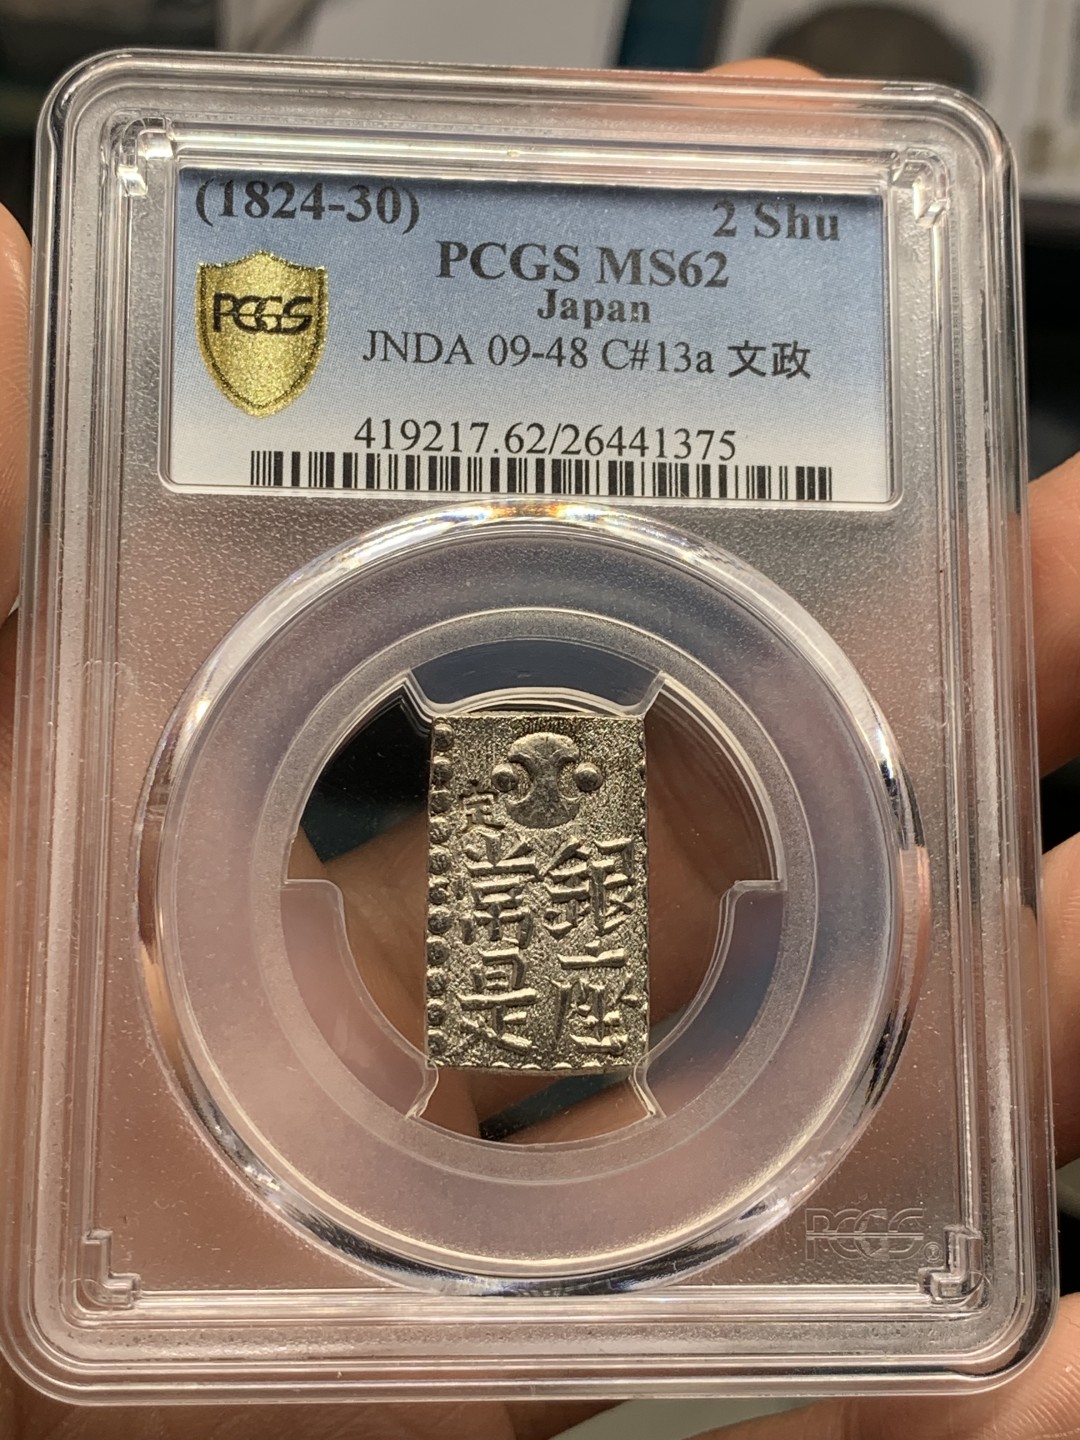 (1824-30) 2 Shu
PCGS MS62
Japan
PCGS
JNDA 09-48 C#13a 文政
419217.62/26441375
定
銀座
常是
PCGS